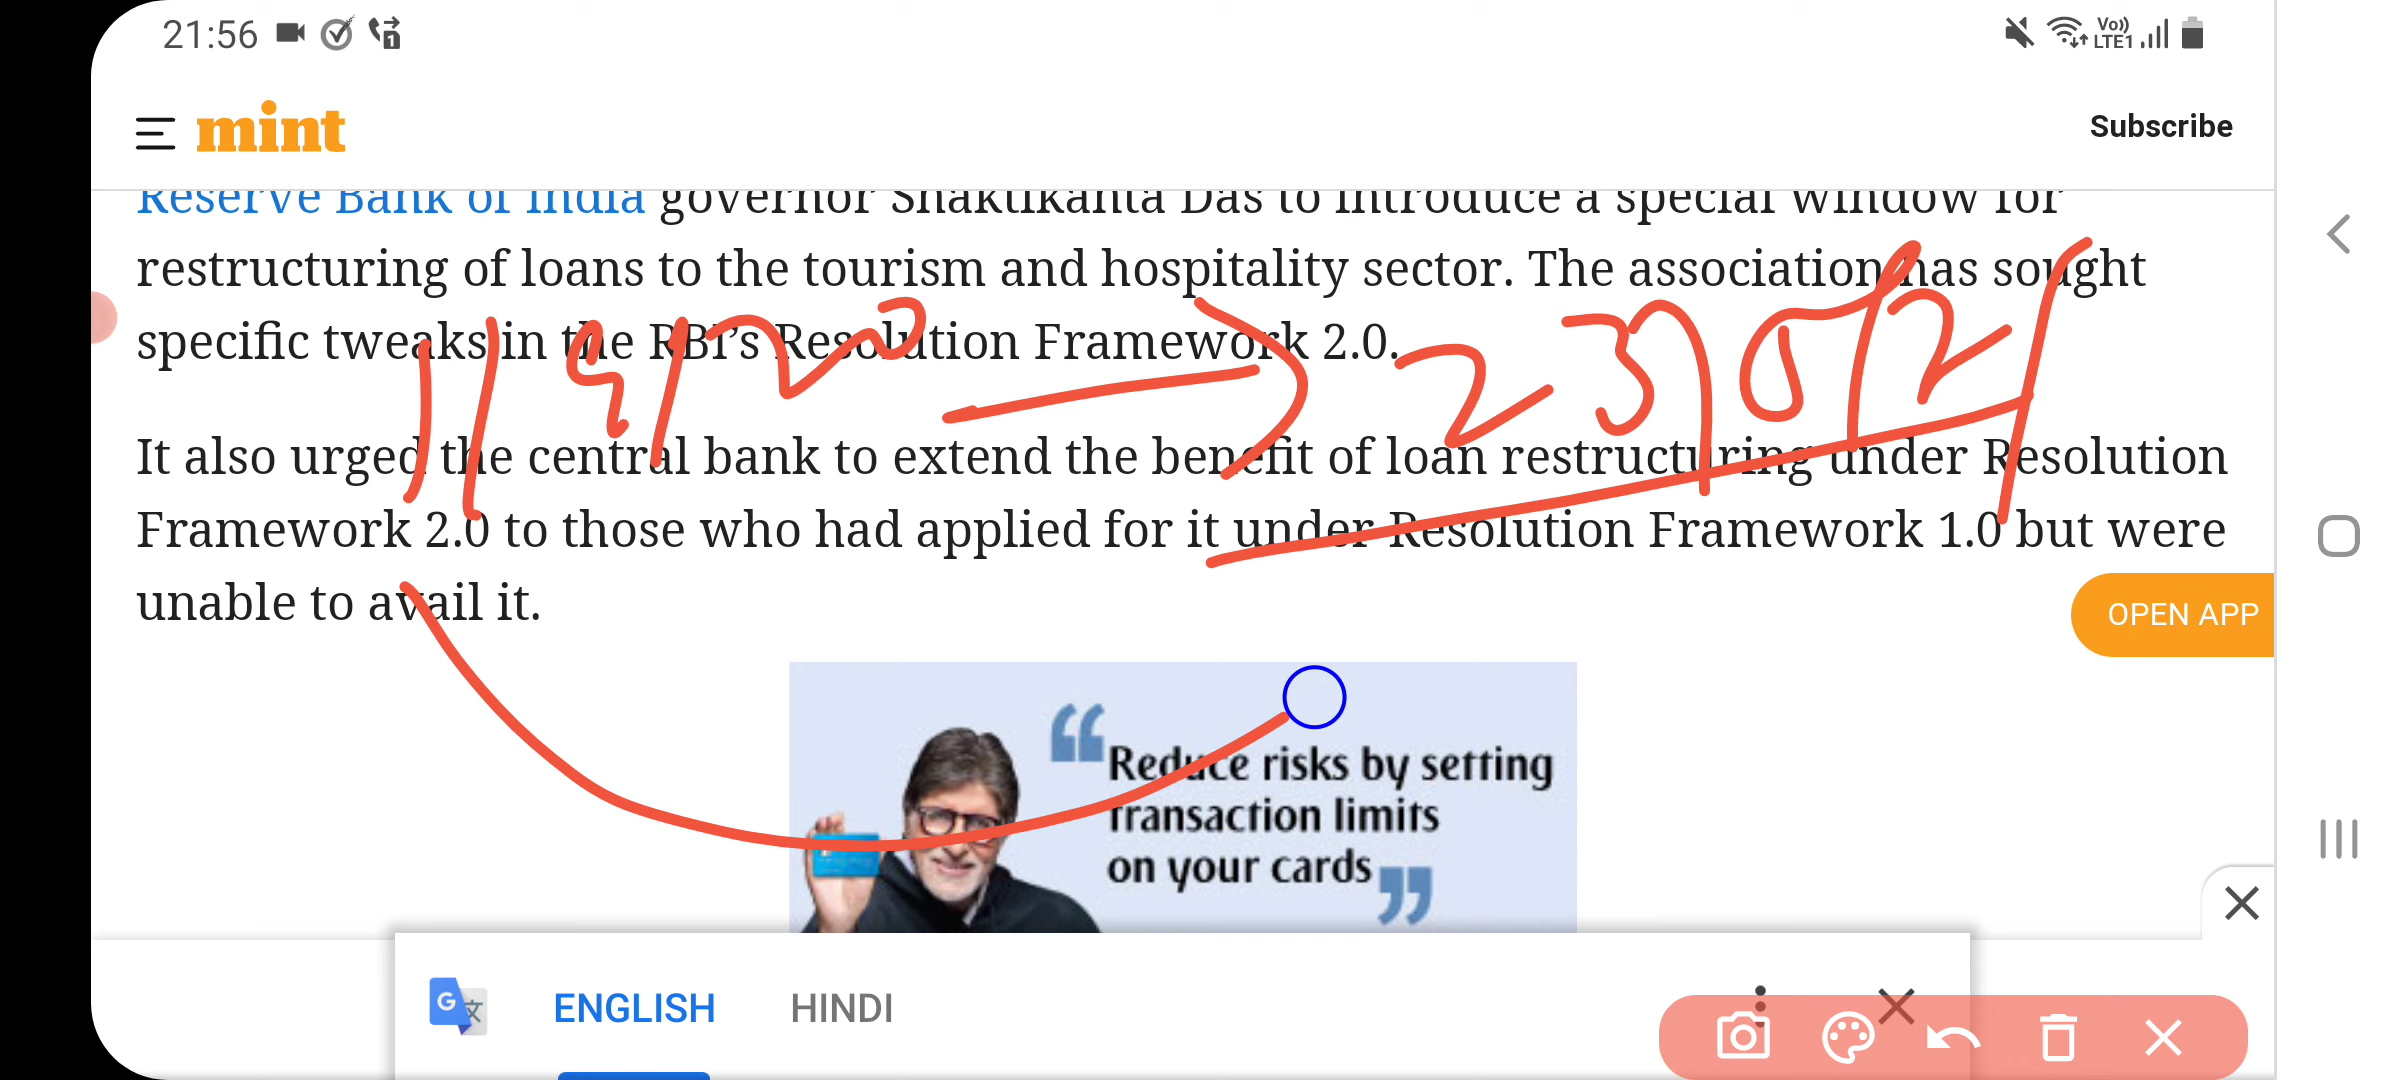 21:56
Vo)) LTE1
mint
Subscribe
Reserve Bank of India governor Shaktikanta Das to introduce a special window for
restructuring of loans to the tourism and hospitality sector. The association has sought
specific tweaks in the RBI's Resolution Framework 2.0.
It also urged the central bank to extend the benefit of loan restructuring under Resolution
Framework 2.0 to those who had applied for it under Resolution Framework 1.0 but were
unable to avail it.
OPEN APP
“Reduce risks by setting
transaction limits
on your cards”
ENGLISH HINDI